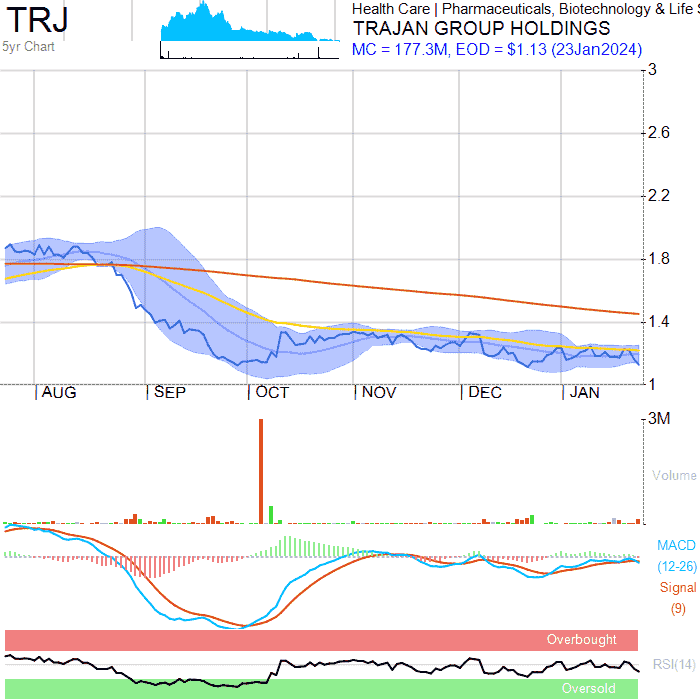 TRJ
5yr Chart
Health Care | Pharmaceuticals, Biotechnology & Life S
TRAJAN GROUP HOLDINGS
MC = 177.3M, EOD = $1.13 (23Jan2024)
3
2.6
2.2
1.8
1.4
1
AUG SEP OCT NOV DEC JAN
3M
Volume
MACD
(12-26)
Signal
(9)
Overbought
RSI(14)
Oversold